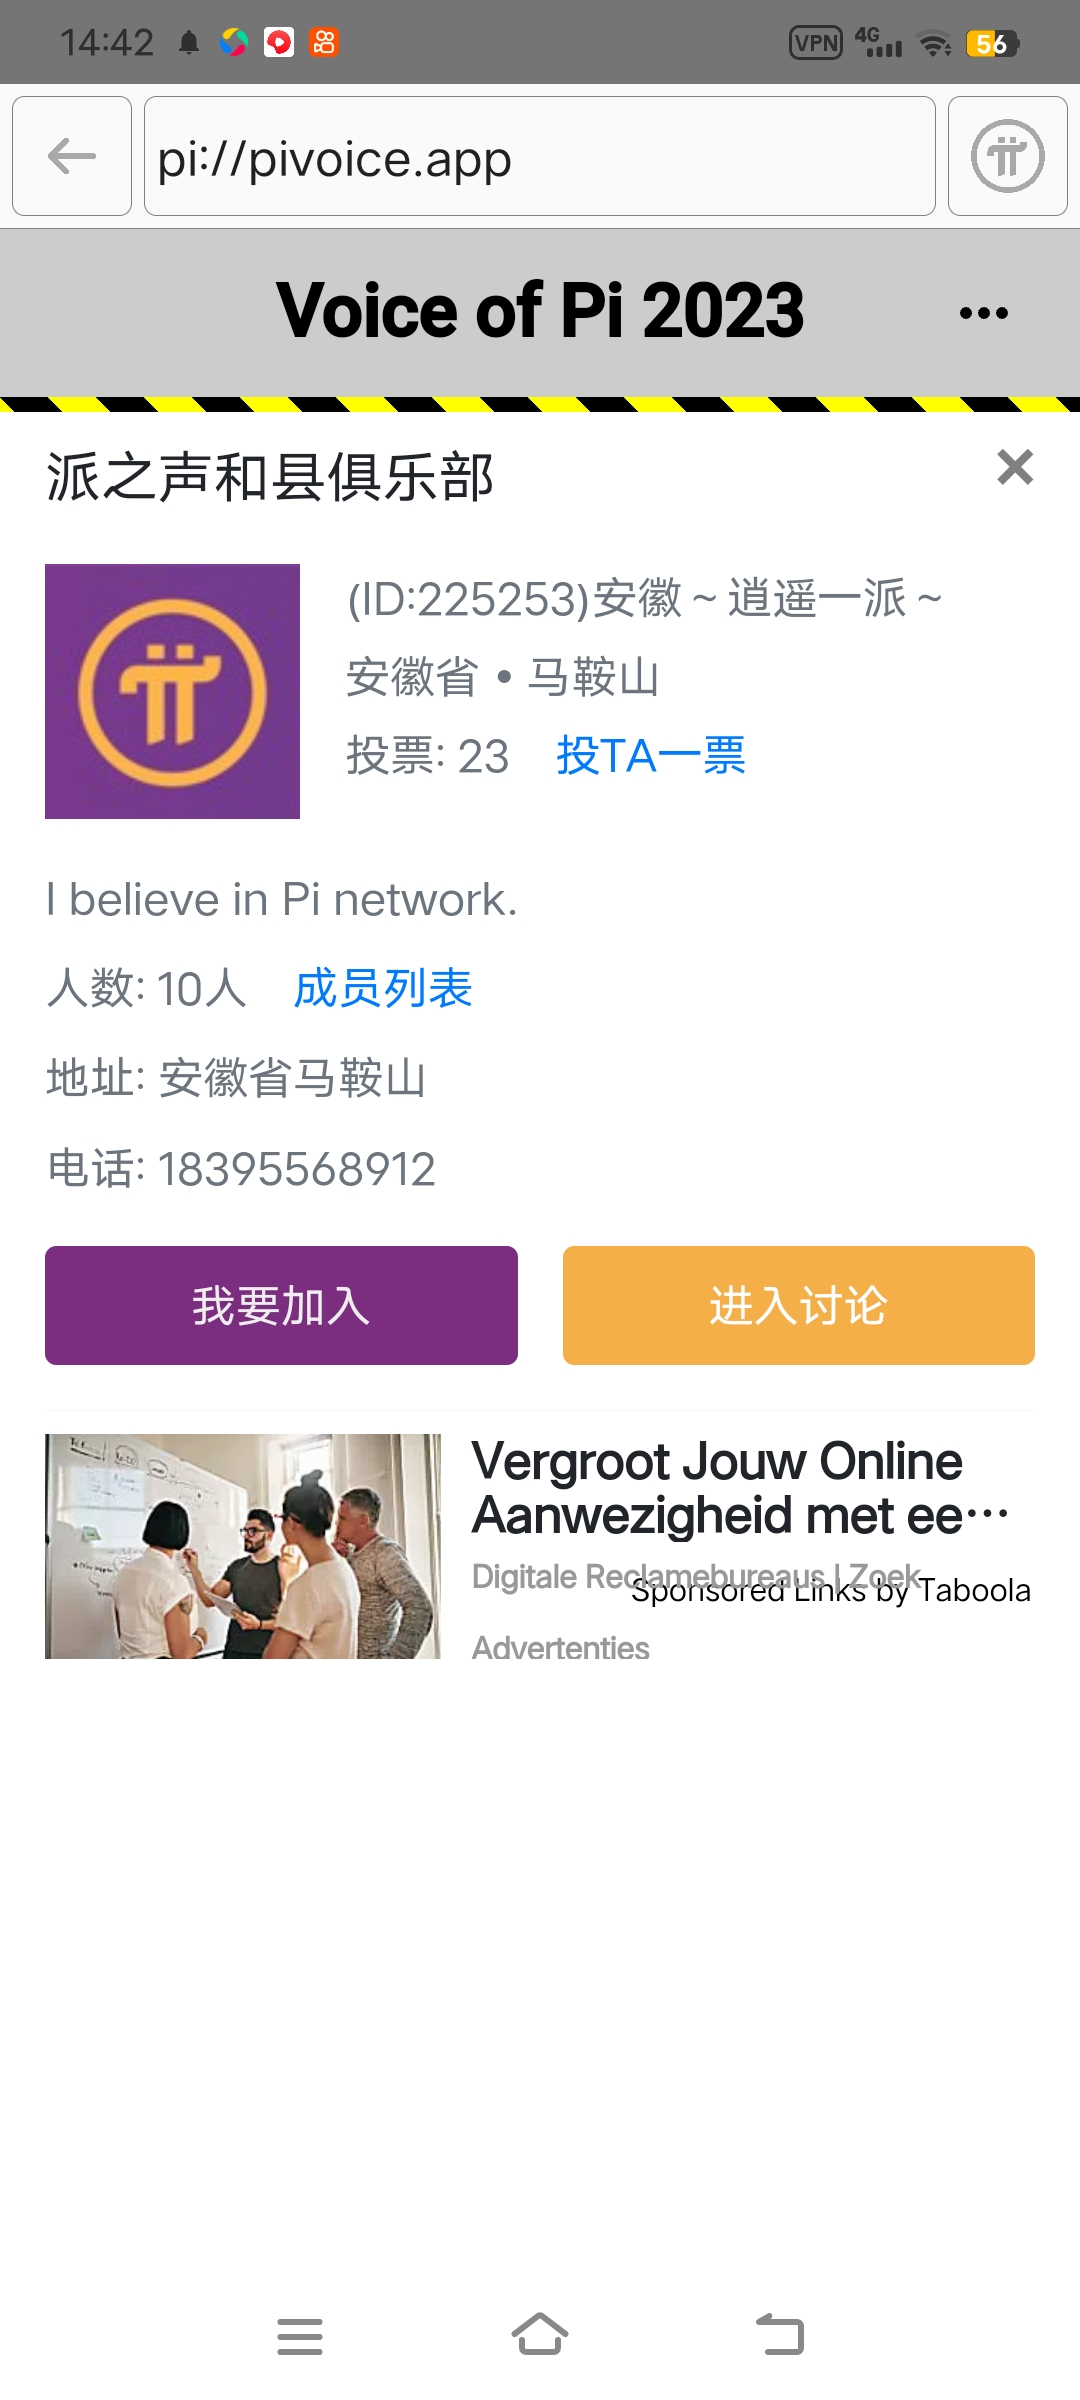 14:42
VPN 4G 56
pi://pivoice.app
Voice of Pi 2023
派之声和县俱乐部
(ID:225253)安徽～逍遥一派～
安徽省 • 马鞍山
投票: 23 投TA一票
I believe in Pi network.
人数: 10人 成员列表
地址: 安徽省马鞍山
电话: 18395568912
我要加入 进入讨论
Vergroot Jouw Online
Aanwezigheid met ee…
Digitale Reclamebureaus | Zoek
Sponsored Links by Taboola
Advertenties